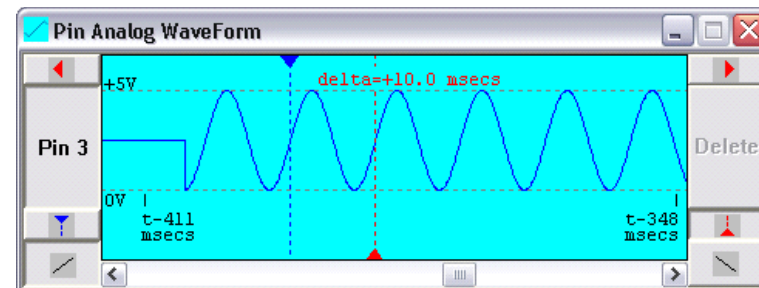 Pin Analog WaveForm
+5V
delta=+10.0 msecs
Pin 3
Delete
0V
t-411
msecs
t-348
msecs